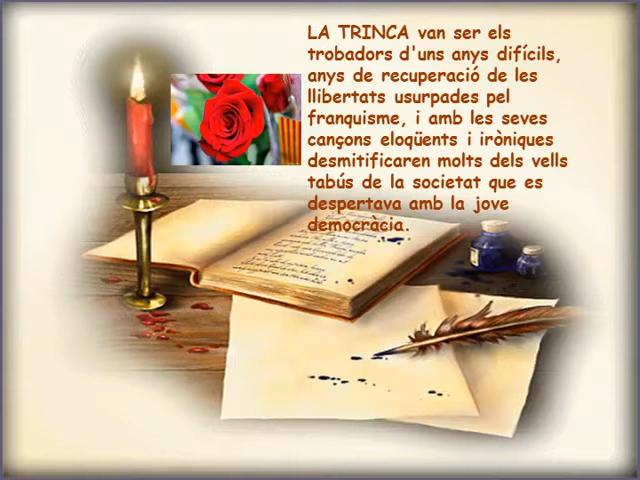 LA TRINCA van ser els
trobadors d'uns anys difícils,
anys de recuperació de les
llibertats usurpades pel
franquisme, i amb les seves
cançons eloqüents i iròniques
desmitificaren molts dels vells
tabús de la societat que es
despertava amb la jove
democràcia.